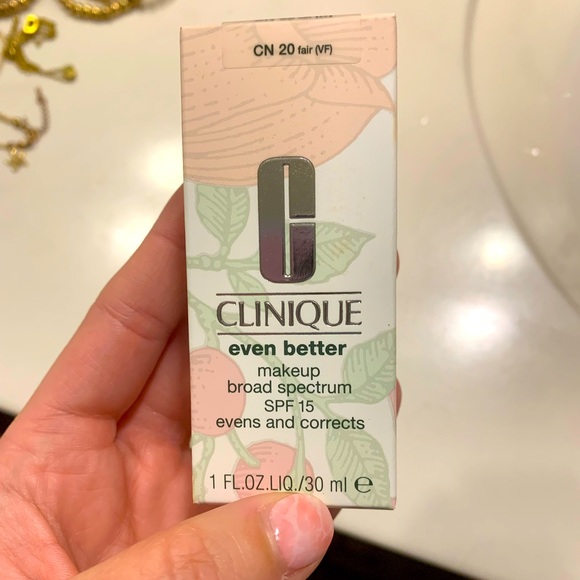 CN 20 fair (VF)
CLINIQUE
even better
makeup
broad spectrum
SPF 15
evens and corrects
1 FL.OZ.LIQ./30 ml ℮